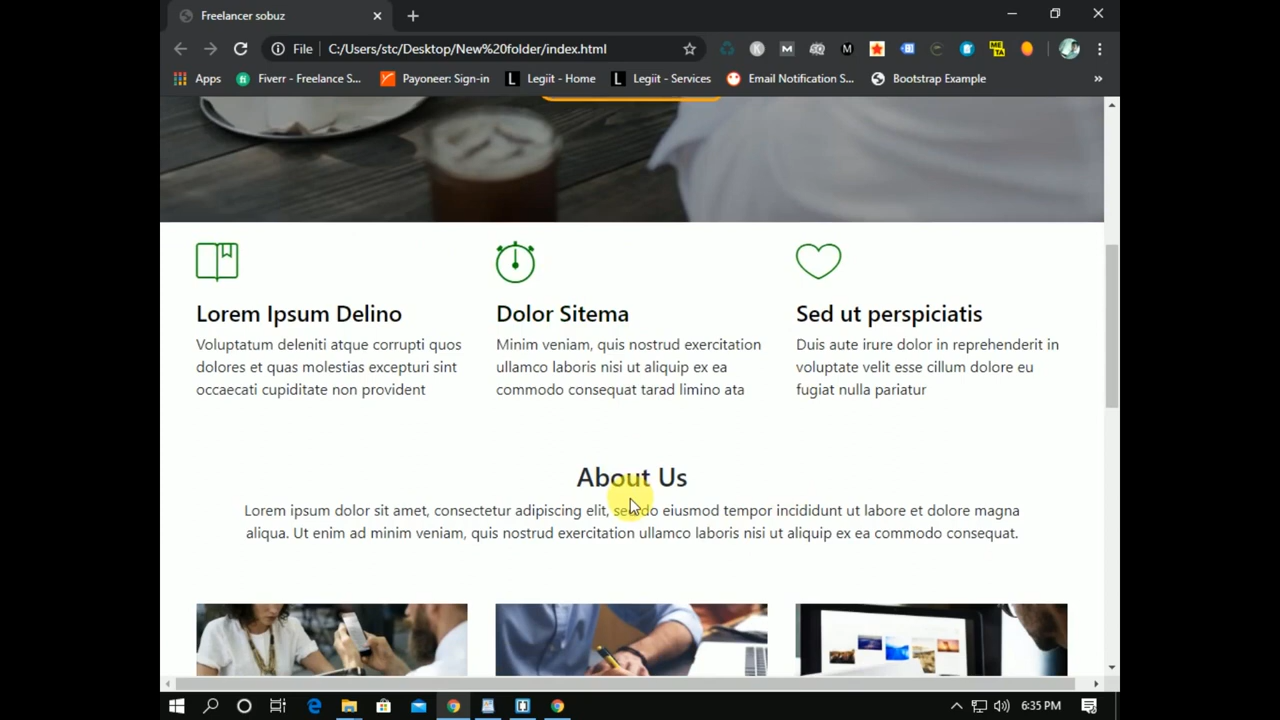 Freelancer sobuz
File
C:/Users/stc/Desktop/New%20folder/index.html
Apps
Fiverr - Freelance S...
Payoneer: Sign-in
Legiit - Home
Legiit - Services
Email Notification S...
Bootstrap Example
Lorem Ipsum Delino
Voluptatum deleniti atque corrupti quos
dolores et quas molestias excepturi sint
occaecati cupiditate non provident
Dolor Sitema
Minim veniam, quis nostrud exercitation
ullamco laboris nisi ut aliquip ex ea
commodo consequat tarad limino ata
Sed ut perspiciatis
Duis aute irure dolor in reprehenderit in
voluptate velit esse cillum dolore eu
fugiat nulla pariatur
About Us
Lorem ipsum dolor sit amet, consectetur adipiscing elit, sed do eiusmod tempor incididunt ut labore et dolore magna
aliqua. Ut enim ad minim veniam, quis nostrud exercitation ullamco laboris nisi ut aliquip ex ea commodo consequat.
6:35 PM